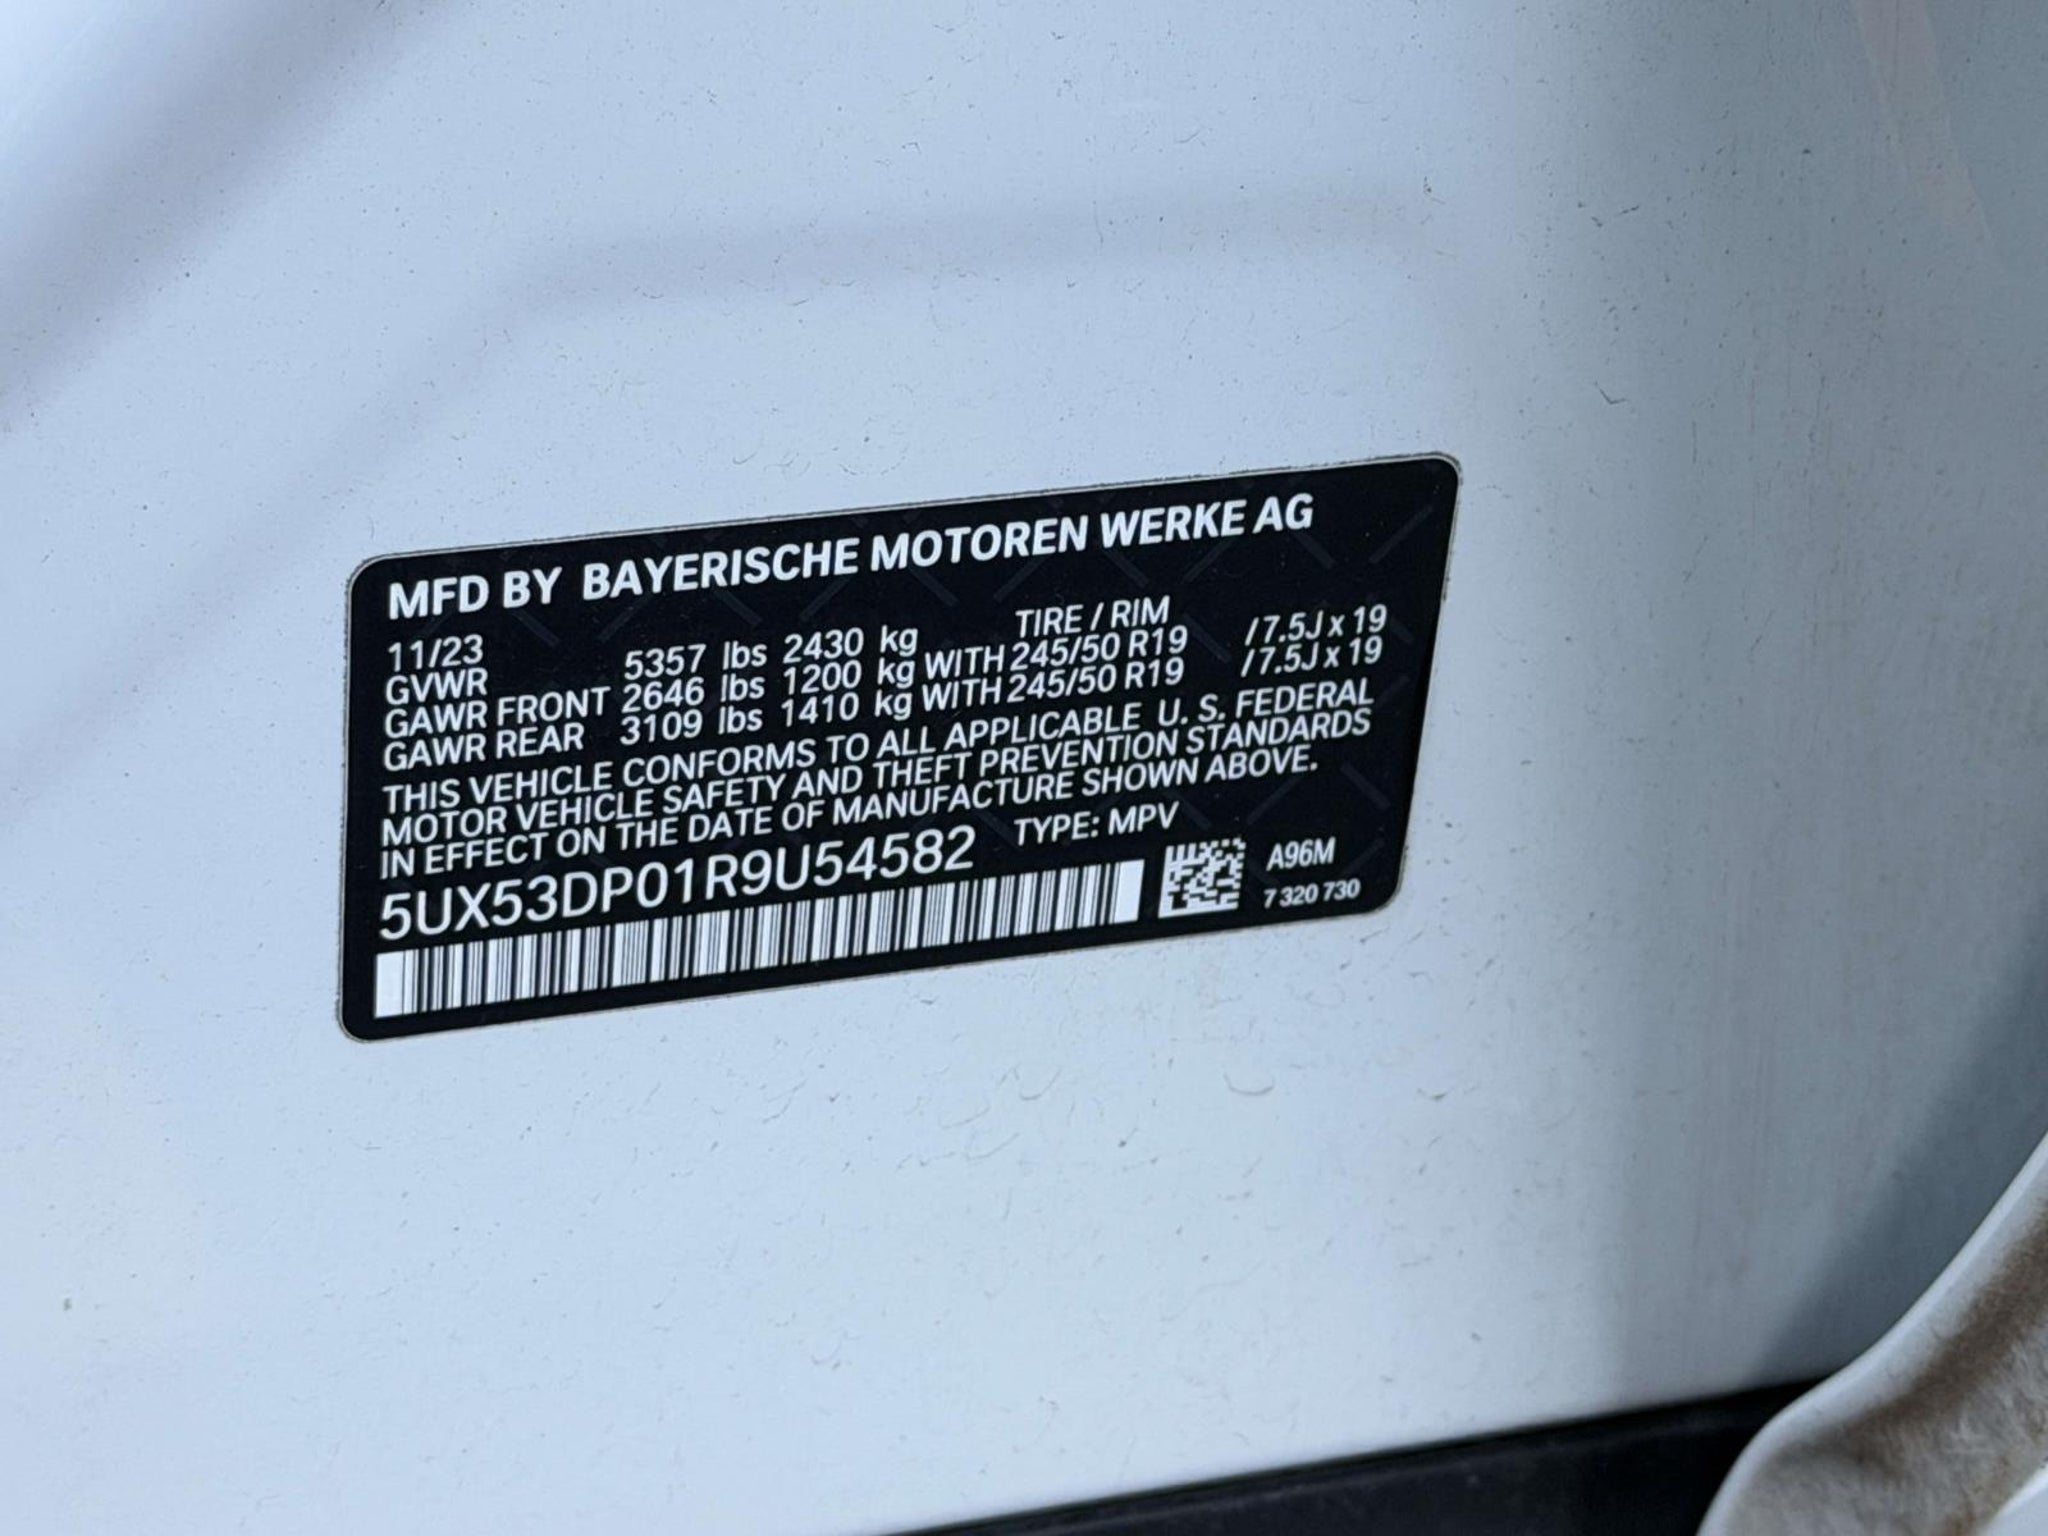 MFD BY BAYERISCHE MOTOREN WERKE AG
11/23 TIRE / RIM
GVWR 5357 lbs 2430 kg
GAWR FRONT 2646 lbs 1200 kg WITH 245/50 R19 / 7.5J x 19
GAWR REAR 3109 lbs 1410 kg WITH 245/50 R19 / 7.5J x 19
THIS VEHICLE CONFORMS TO ALL APPLICABLE U. S. FEDERAL
MOTOR VEHICLE SAFETY AND THEFT PREVENTION STANDARDS
IN EFFECT ON THE DATE OF MANUFACTURE SHOWN ABOVE.
5UX53DP01R9U54582 TYPE: MPV
A96M
7 320 730